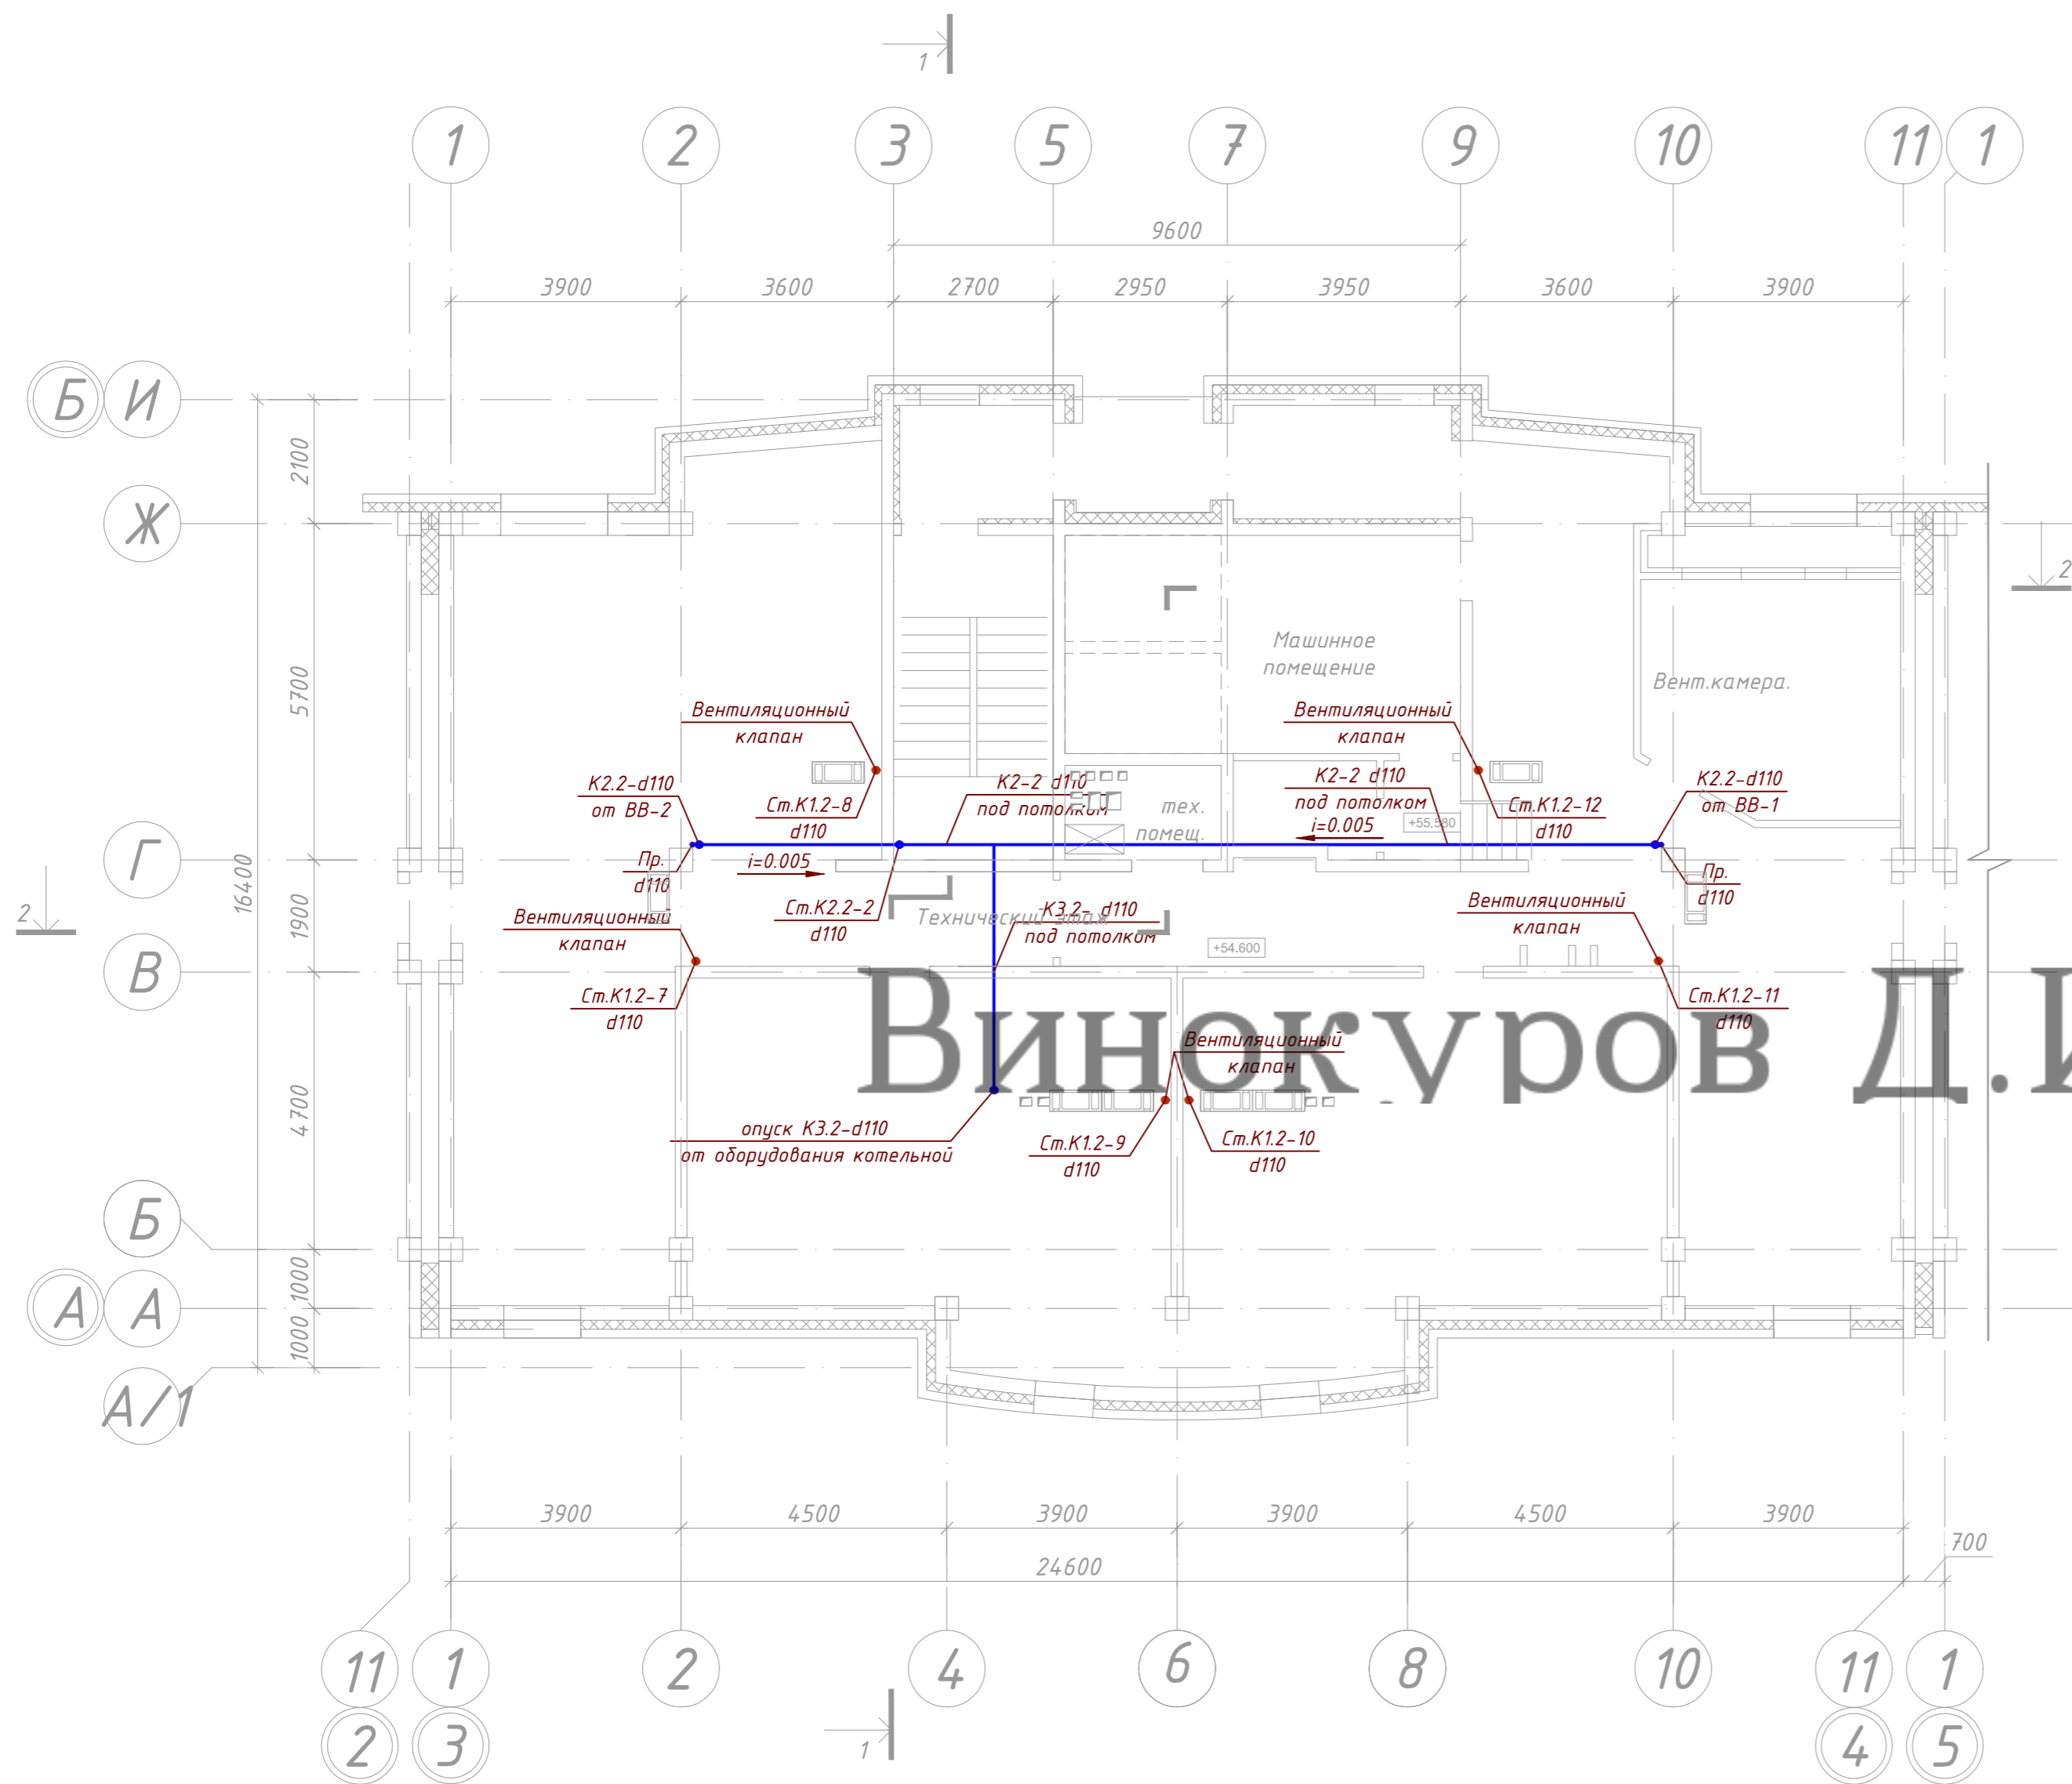 1
1 2 3 5 7 9 10 11 1
9600
3900 3600 2700 2950 3950 3600 3900
Б И
2100
Ж
2
5700
Машинное
помещение
Вент.камера.
Вентиляционный
клапан
Вентиляционный
клапан
К2.2-d110
от ВВ-2
Ст.К1.2-8
d110
К2-2 d110
под потолком
тех.
помещ.
К2-2 d110
под потолком
i=0.005
+55.580
Ст.К1.2-12
d110
К2.2-d110
от ВВ-1
Г
16400
Пр.
d110
i=0.005
Пр.
d110
1900
2
Вентиляционный
клапан
Ст.К2.2-2
d110
Технический этаж
К3.2- d110
под потолком
+54.600
Вентиляционный
клапан
В
Ст.К1.2-7
d110
Ст.К1.2-11
d110
Винокуров Д.И
Вентиляционный
клапан
4700
опуск К3.2-d110
от оборудования котельной
Ст.К1.2-9
d110
Ст.К1.2-10
d110
Б
1000
А А
1000
А/1
3900 4500 3900 3900 4500 3900
700
24600
11 1 2 4 6 8 10 11 1
2 3 4 5
1